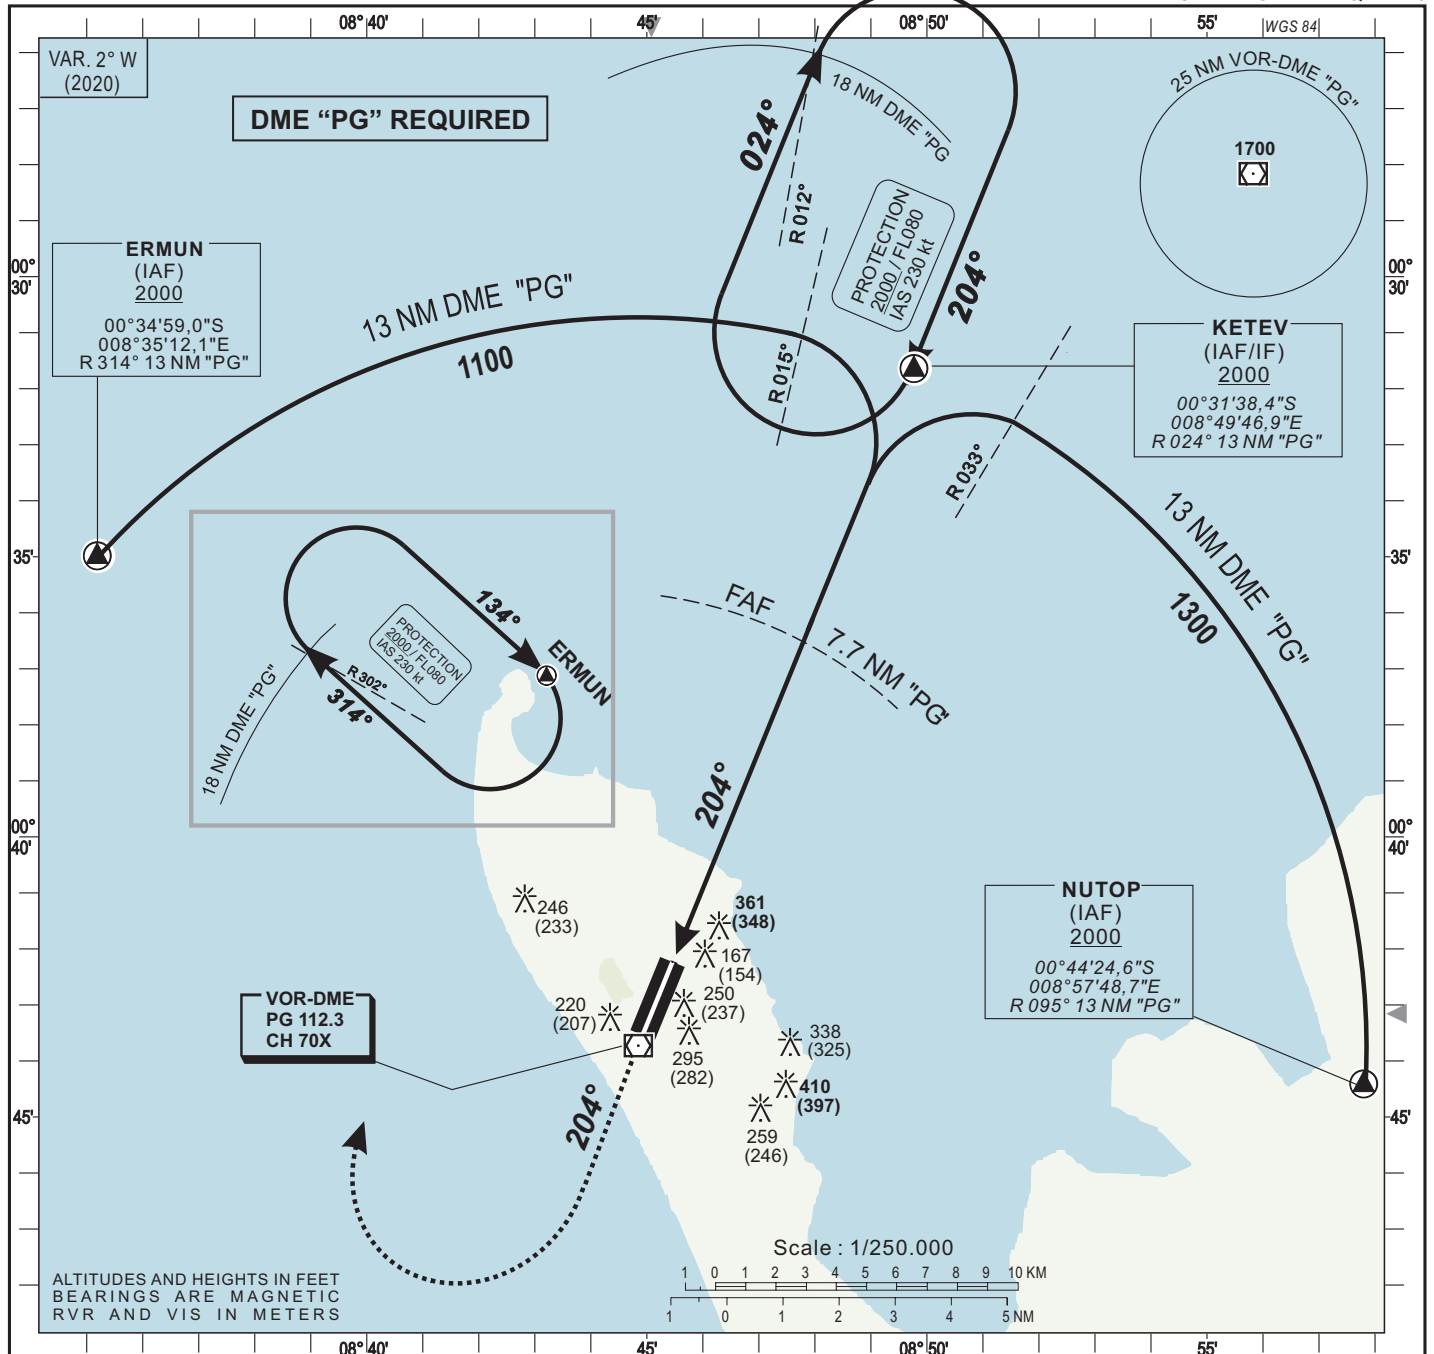 08°40'
45'
08°50'
55'
WGS 84
VAR. 2° W
(2020)
DME “PG” REQUIRED
024°
18 NM DME "PG
R 012°
PROTECTION
2000 / FL080
IAS 230 kt
204°
25 NM VOR-DME "PG"
1700
ERMUN
(IAF)
2000
00°34'59,0"S
008°35'12,1"E
R 314° 13 NM "PG"
00°
30'
00°
30'
13 NM DME "PG"
1100
R 015°
KETEV
(IAF/IF)
2000
00°31'38,4"S
008°49'46,9"E
R 024° 13 NM "PG"
R 033°
13 NM DME "PG"
1300
35'
35'
134°
PROTECTION
2000 / FL080
IAS 230 kt
ERMUN
R 302°
314°
18 NM DME "PG"
FAF
7.7 NM "PG'
204°
00°
40'
00°
40'
246
(233)
361
(348)
167
(154)
250
(237)
220
(207)
295
(282)
338
(325)
410
(397)
259
(246)
NUTOP
(IAF)
2000
00°44'24,6"S
008°57'48,7"E
R 095° 13 NM "PG"
VOR-DME
PG 112.3
CH 70X
204°
45'
45'
Scale : 1/250.000
1 0 1 2 3 4 5 6 7 8 9 10 KM
1 0 1 2 3 4 5 NM
ALTITUDES AND HEIGHTS IN FEET
BEARINGS ARE MAGNETIC
RVR AND VIS IN METERS
08°40'
45'
08°50'
55'